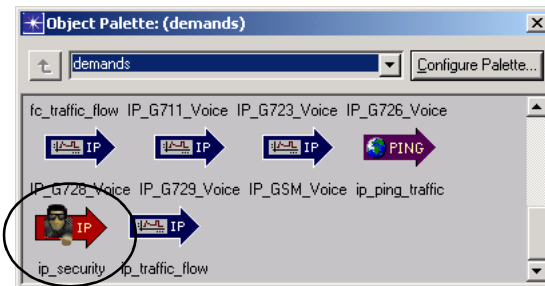 Object Palette: (demands)
demands
Configure Palette...
fc_traffic_flow IP_G711_Voice IP_G723_Voice IP_G726_Voice
IP IP IP PING
IP_G728_Voice IP_G729_Voice IP_GSM_Voice ip_ping_traffic
IP IP
ip_security ip_traffic_flow